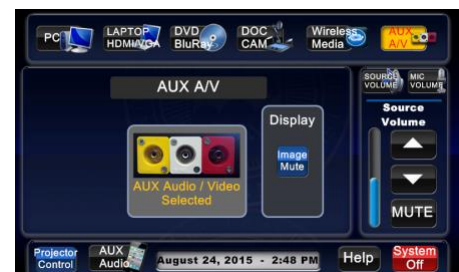 PC
LAPTOP
HDMI/VGA
DVD
BluRay
DOC
CAM
Wireless
Media
AUX
A/V
AUX A/V
AUX Audio / Video
Selected
Display
Image
Mute
SOURCE
VOLUME
MIC
VOLUME
Source
Volume
MUTE
Projector
Control
AUX
Audio
August 24, 2015 - 2:48 PM
Help
System
Off